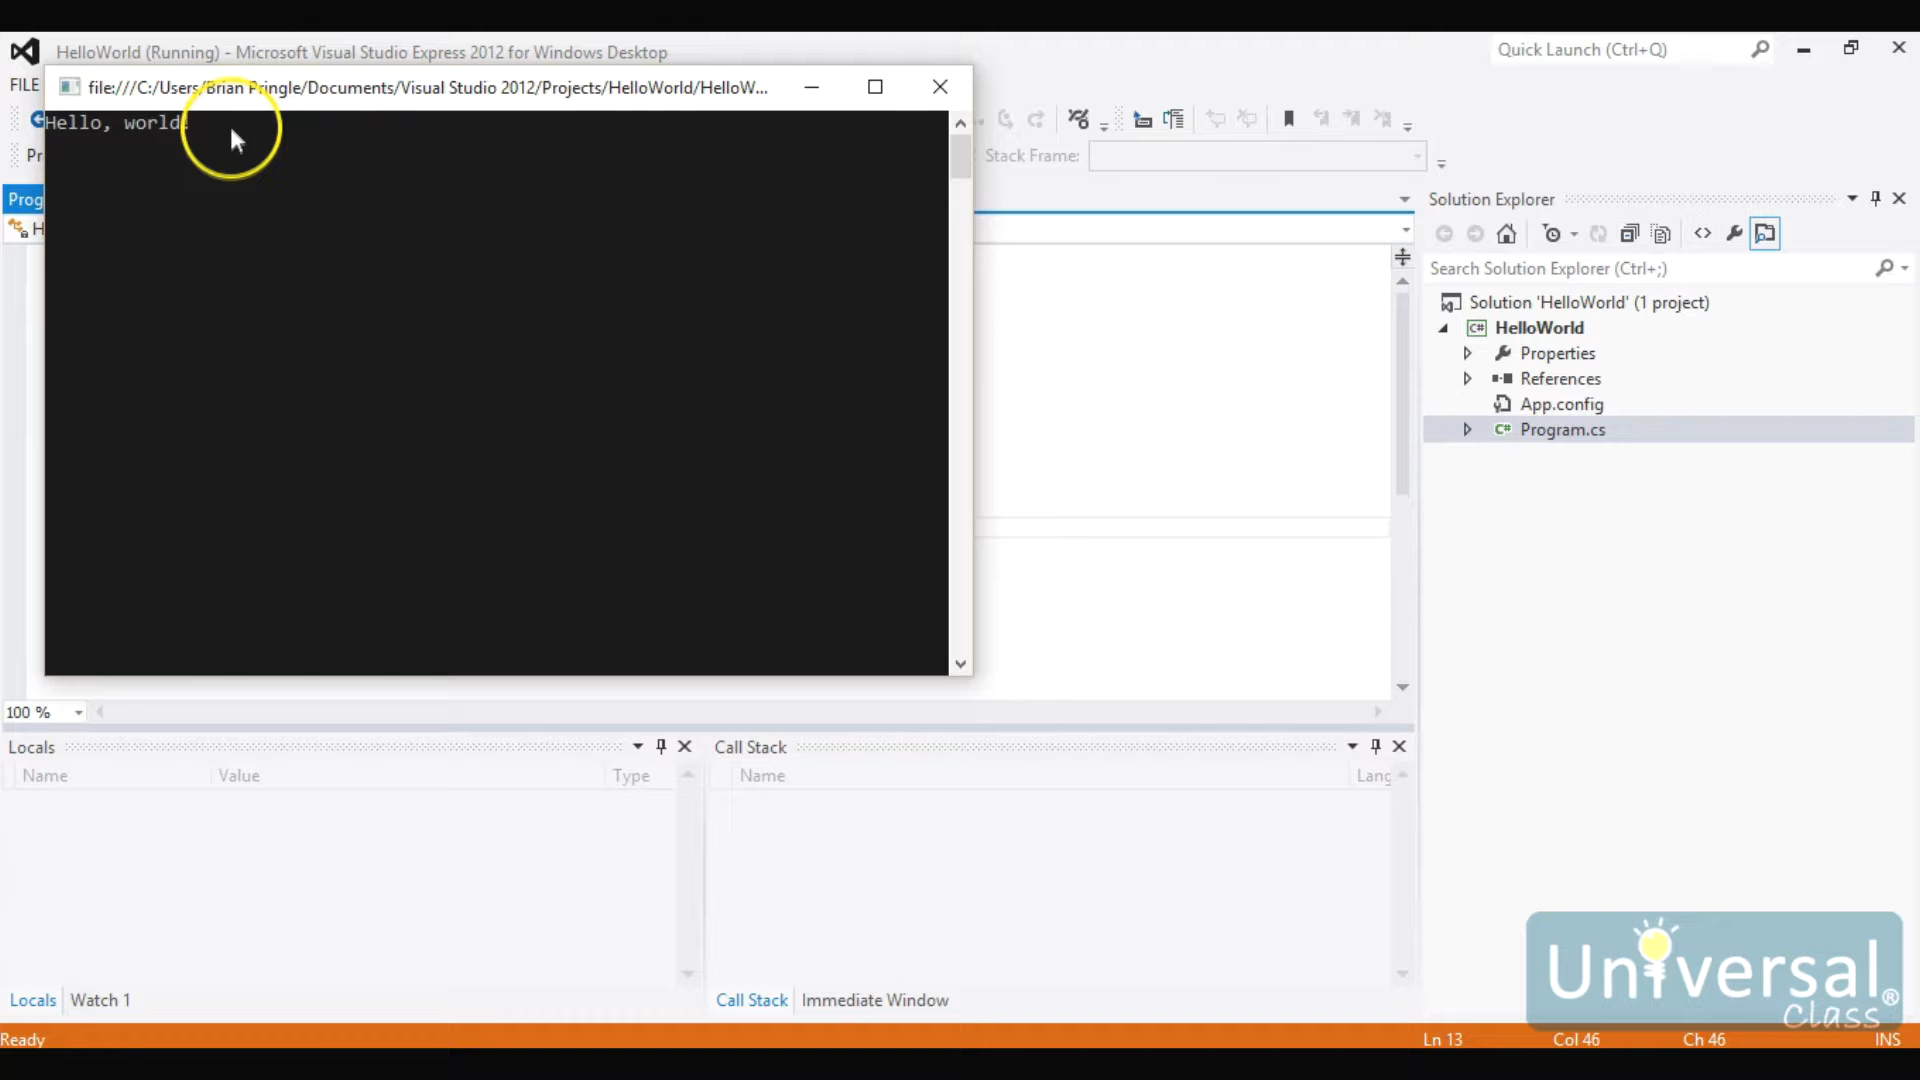 HelloWorld (Running) - Microsoft Visual Studio Express 2012 for Windows Desktop
Quick Launch (Ctrl+Q)
FILE
file:///C:/Users/Brian Pringle/Documents/Visual Studio 2012/Projects/HelloWorld/HelloW...
Hello, world!
Pr
Stack Frame:
Prog
H
Solution Explorer
Search Solution Explorer (Ctrl+;)
Solution 'HelloWorld' (1 project)
C# HelloWorld
Properties
References
App.config
C# Program.cs
100 %
Locals
Name Value Type
Call Stack
Name Lang
Locals Watch 1
Call Stack Immediate Window
Universal®
Class
Ready
Ln 13 Col 46 Ch 46 INS